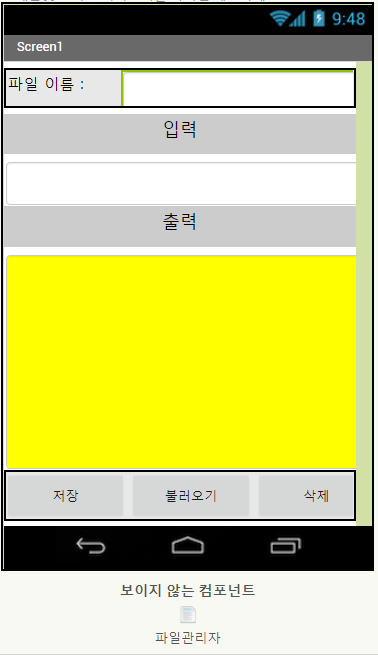 9:48
Screen1
파일 이름 :
입력
출력
저장 불러오기 삭제
보이지 않는 컴포넌트
파일관리자